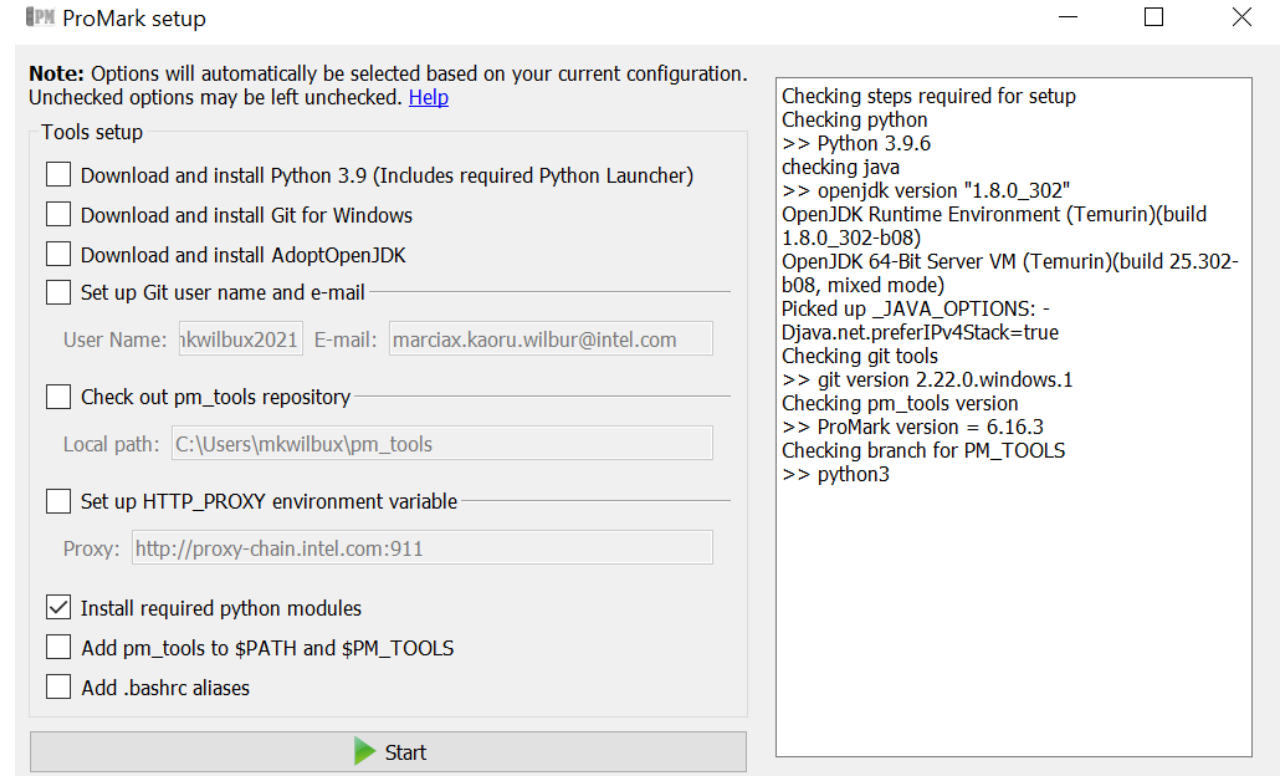 PM ProMark setup
Note: Options will automatically be selected based on your current configuration.
Unchecked options may be left unchecked. Help
Tools setup
Download and install Python 3.9 (Includes required Python Launcher)
Download and install Git for Windows
Download and install AdoptOpenJDK
Set up Git user name and e-mail
User Name: nkwilbux2021 E-mail: marciax.kaoru.wilbur@intel.com
Check out pm_tools repository
Local path: C:\Users\mkwilbux\pm_tools
Set up HTTP_PROXY environment variable
Proxy: http://proxy-chain.intel.com:911
Install required python modules
Add pm_tools to $PATH and $PM_TOOLS
Add .bashrc aliases
Start
Checking steps required for setup
Checking python
>> Python 3.9.6
checking java
>> openjdk version "1.8.0_302"
OpenJDK Runtime Environment (Temurin)(build
1.8.0_302-b08)
OpenJDK 64-Bit Server VM (Temurin)(build 25.302-
b08, mixed mode)
Picked up _JAVA_OPTIONS: -
Djava.net.preferIPv4Stack=true
Checking git tools
>> git version 2.22.0.windows.1
Checking pm_tools version
>> ProMark version = 6.16.3
Checking branch for PM_TOOLS
>> python3